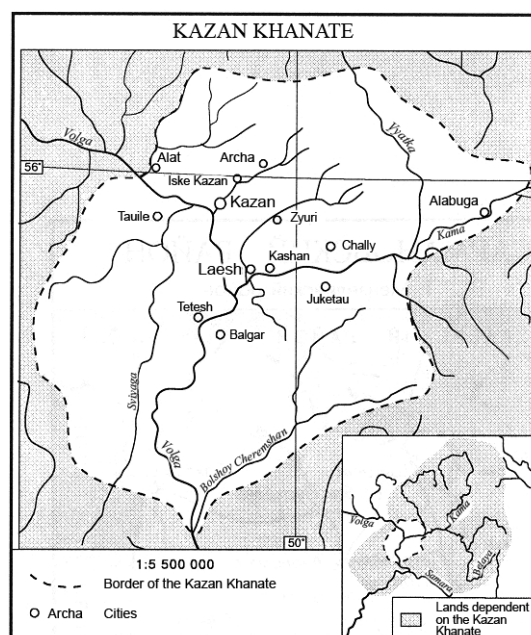 KAZAN KHANATE
Volga
Vyatka
Alat
Archa
56°
Iske Kazan
Kazan
Alabuga
Tauile
Zyuri
Kama
Chally
Laesh
Kashan
Juketau
Tetesh
Balgar
Sviyaga
Volga
Bolshoy Cheremshan
50°
Volga
Kama
Belaya
Samara
1:5 500 000
Border of the Kazan Khanate
Archa Cities
Lands dependent
on the Kazan
Khanate